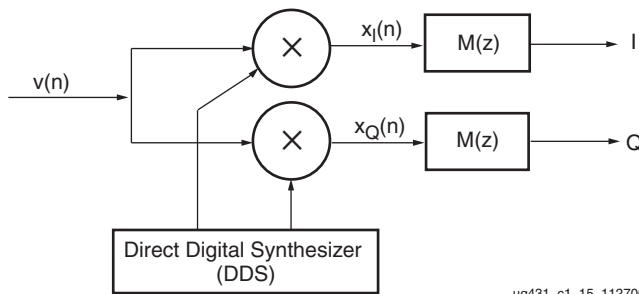 v(n)
x_I(n)
M(z)
I
x_Q(n)
M(z)
Q
Direct Digital Synthesizer
(DDS)